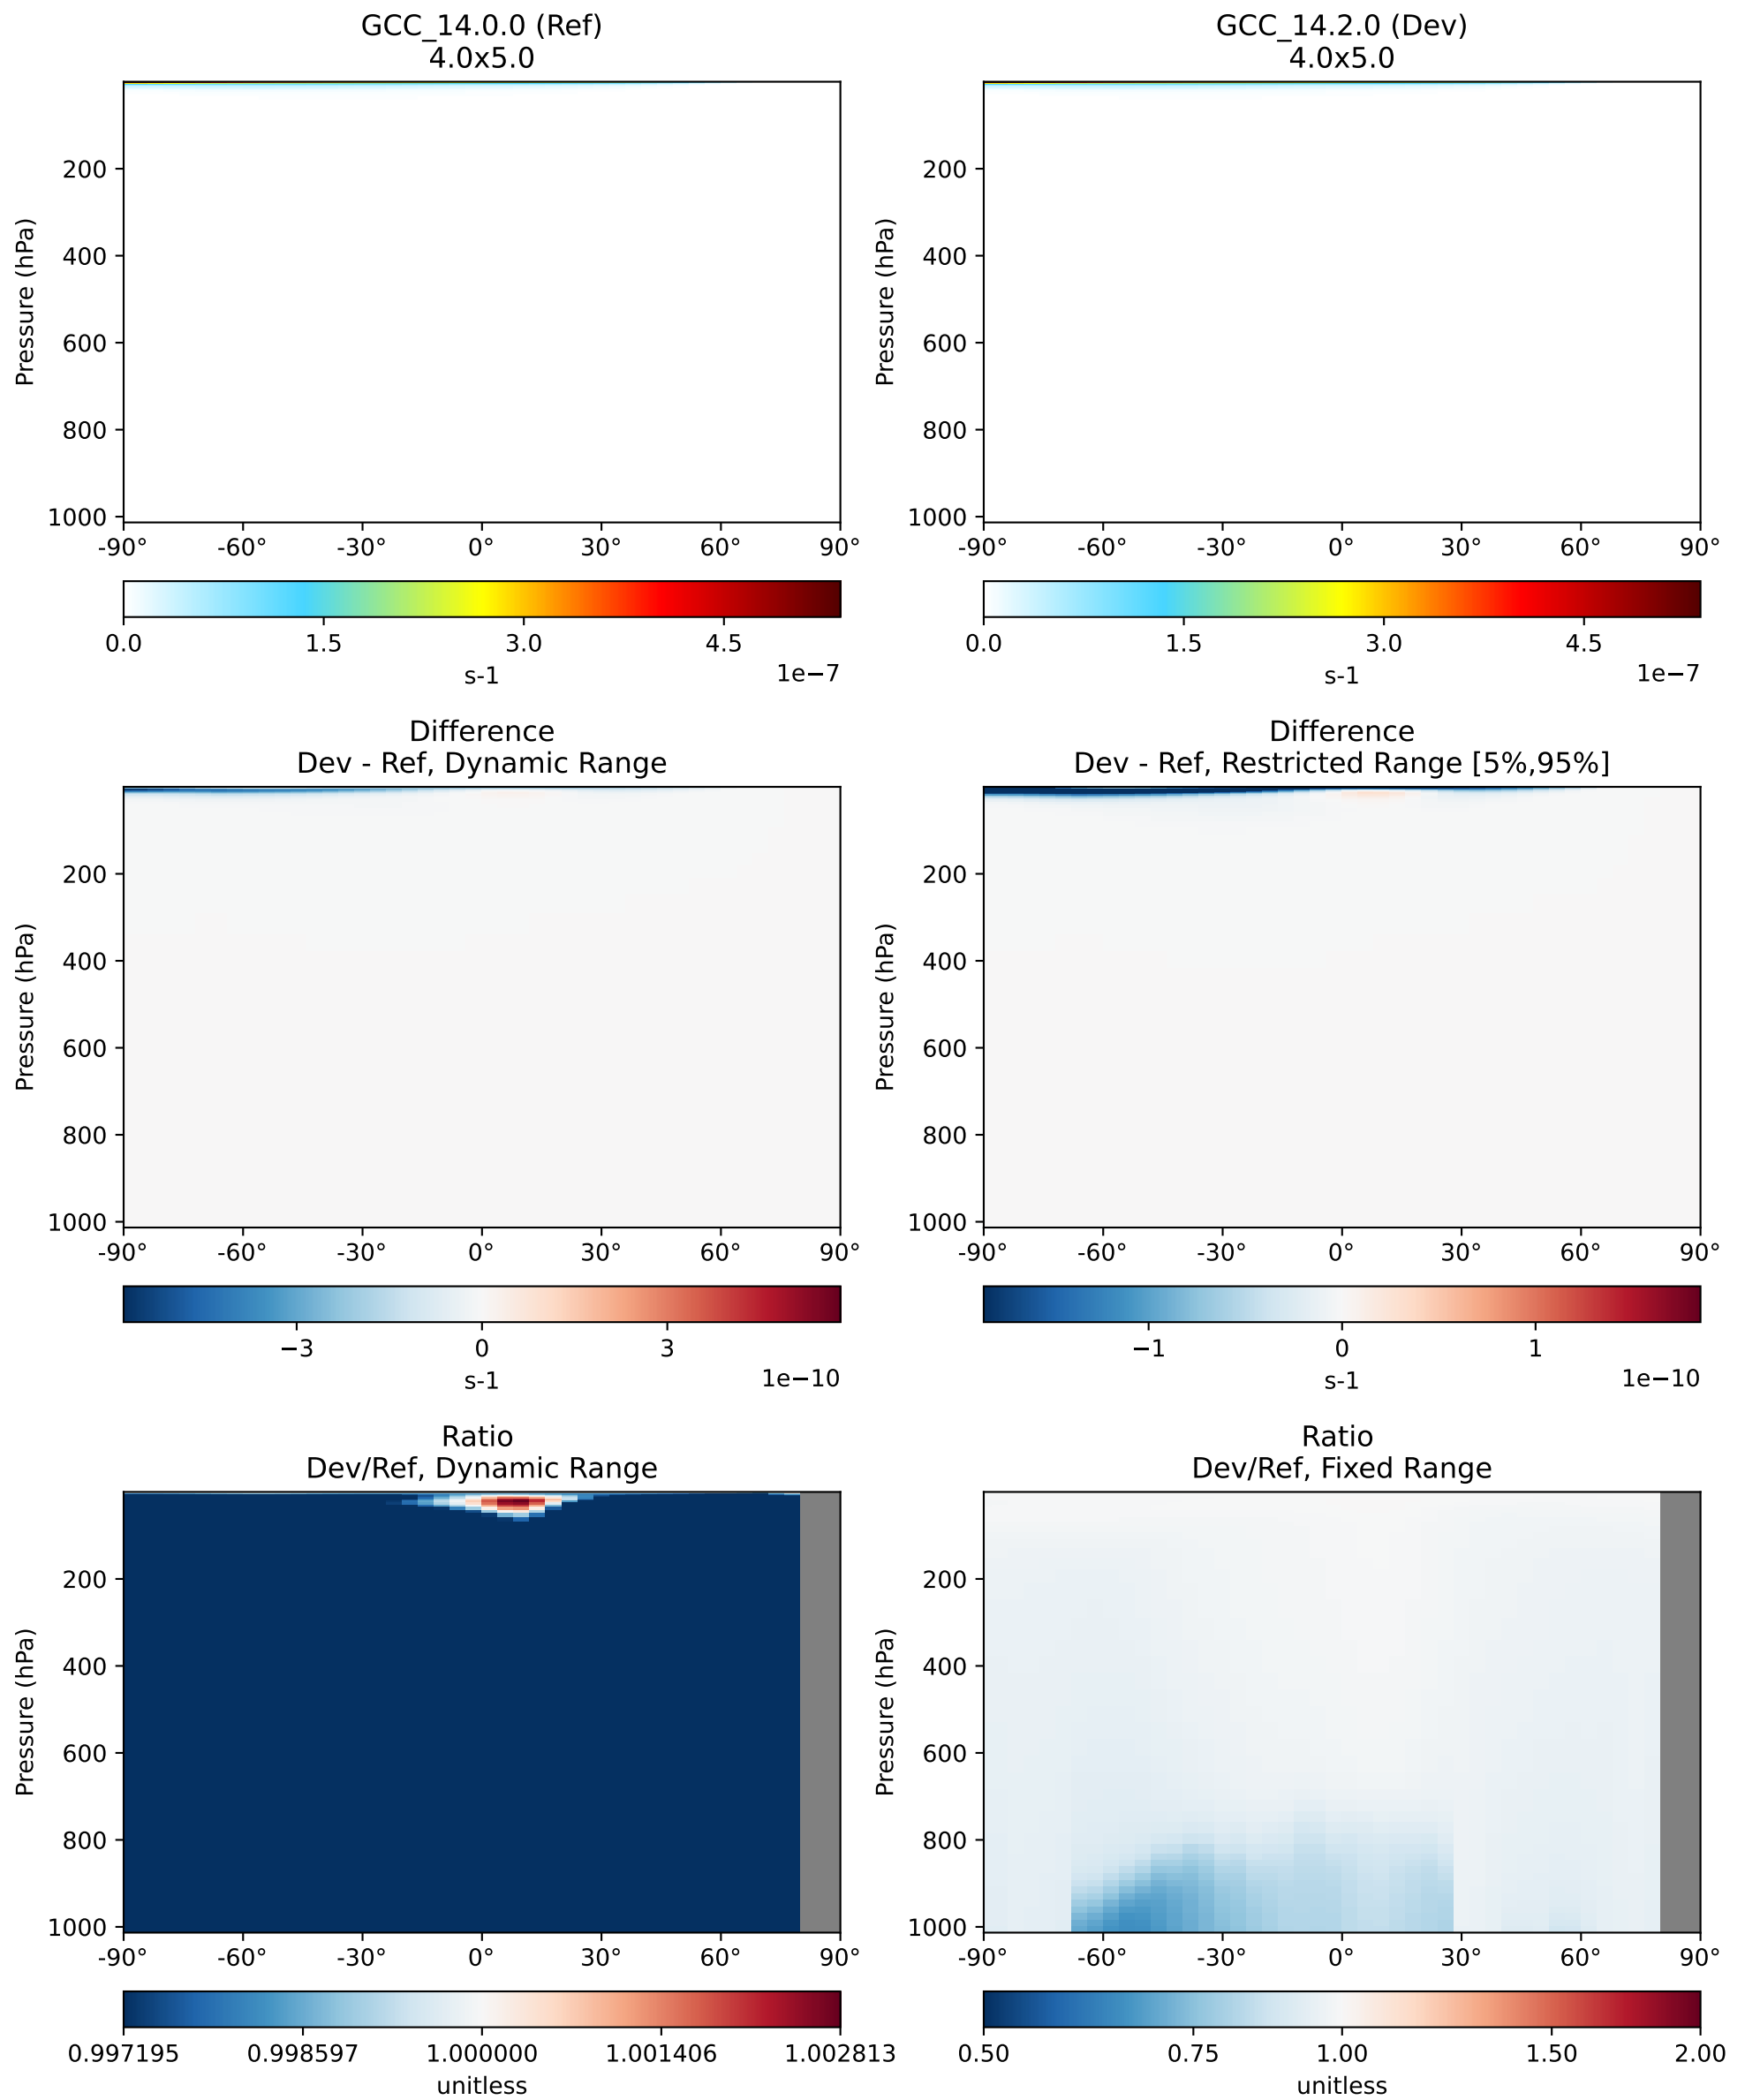 GCC_14.0.0 (Ref)
4.0x5.0
Pressure (hPa)
200
400
600
800
1000
-90° -60° -30° 0° 30° 60° 90°
0.0 1.5 3.0 4.5
s-1
1e−7
GCC_14.2.0 (Dev)
4.0x5.0
Pressure (hPa)
200
400
600
800
1000
-90° -60° -30° 0° 30° 60° 90°
0.0 1.5 3.0 4.5
s-1
1e−7
Difference
Dev - Ref, Dynamic Range
Pressure (hPa)
200
400
600
800
1000
-90° -60° -30° 0° 30° 60° 90°
−3 0 3
s-1
1e−10
Difference
Dev - Ref, Restricted Range [5%,95%]
Pressure (hPa)
200
400
600
800
1000
-90° -60° -30° 0° 30° 60° 90°
−1 0 1
s-1
1e−10
Ratio
Dev/Ref, Dynamic Range
Pressure (hPa)
200
400
600
800
1000
-90° -60° -30° 0° 30° 60° 90°
0.997195 0.998597 1.000000 1.001406 1.002813
unitless
Ratio
Dev/Ref, Fixed Range
Pressure (hPa)
200
400
600
800
1000
-90° -60° -30° 0° 30° 60° 90°
0.50 0.75 1.00 1.50 2.00
unitless